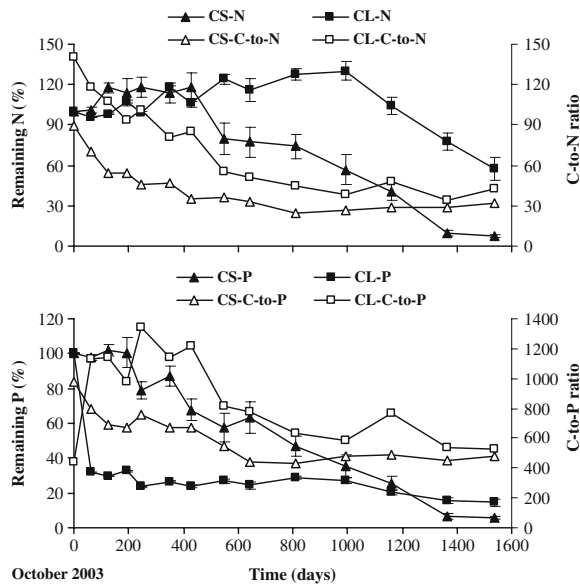 CS-N CL-N
CS-C-to-N CL-C-to-N
150 150
120 120
90 90
60 60
30 30
0 0
Remaining N (%)
C-to-N ratio
CS-P CL-P
CS-C-to-P CL-C-to-P
120 1400
100 1200
80 1000
60 800
40 600
20 400
0 200
0
Remaining P (%)
C-to-P ratio
0 200 400 600 800 1000 1200 1400 1600
October 2003 Time (days)